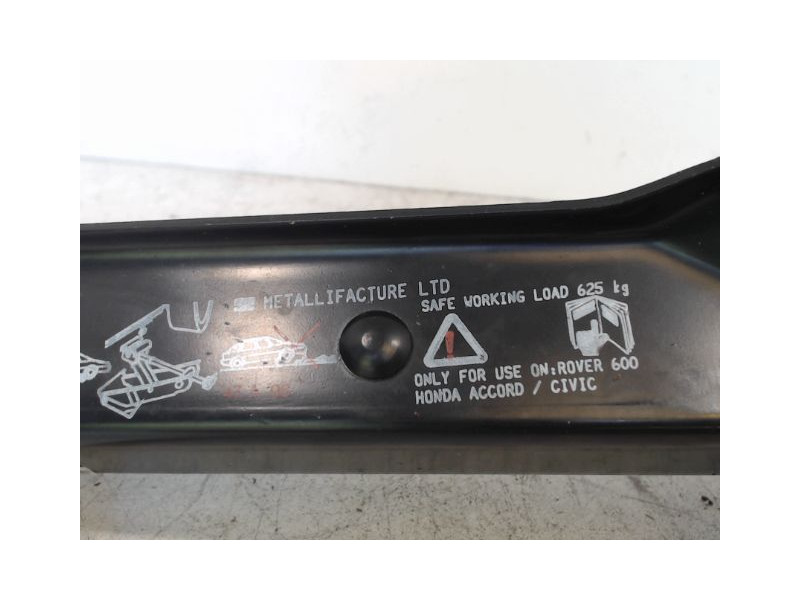 METALLIFACTURE LTD
SAFE WORKING LOAD 625 kg
ONLY FOR USE ON:ROVER 600
HONDA ACCORD / CIVIC